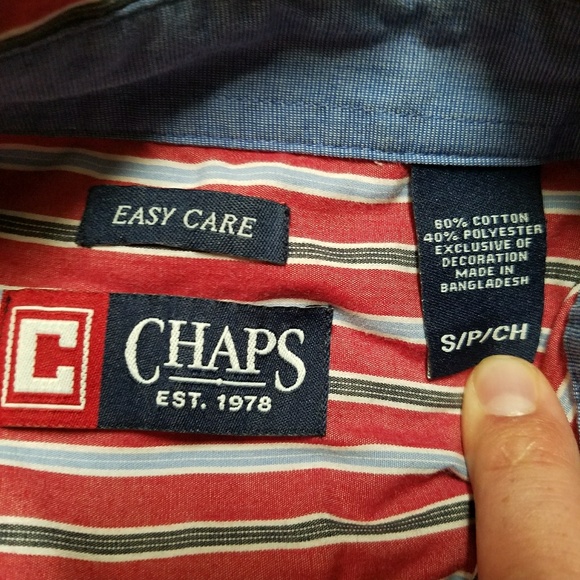 EASY CARE
C CHAPS
EST. 1978
60% COTTON
40% POLYESTER
EXCLUSIVE OF
DECORATION
MADE IN
BANGLADESH
S/P/CH